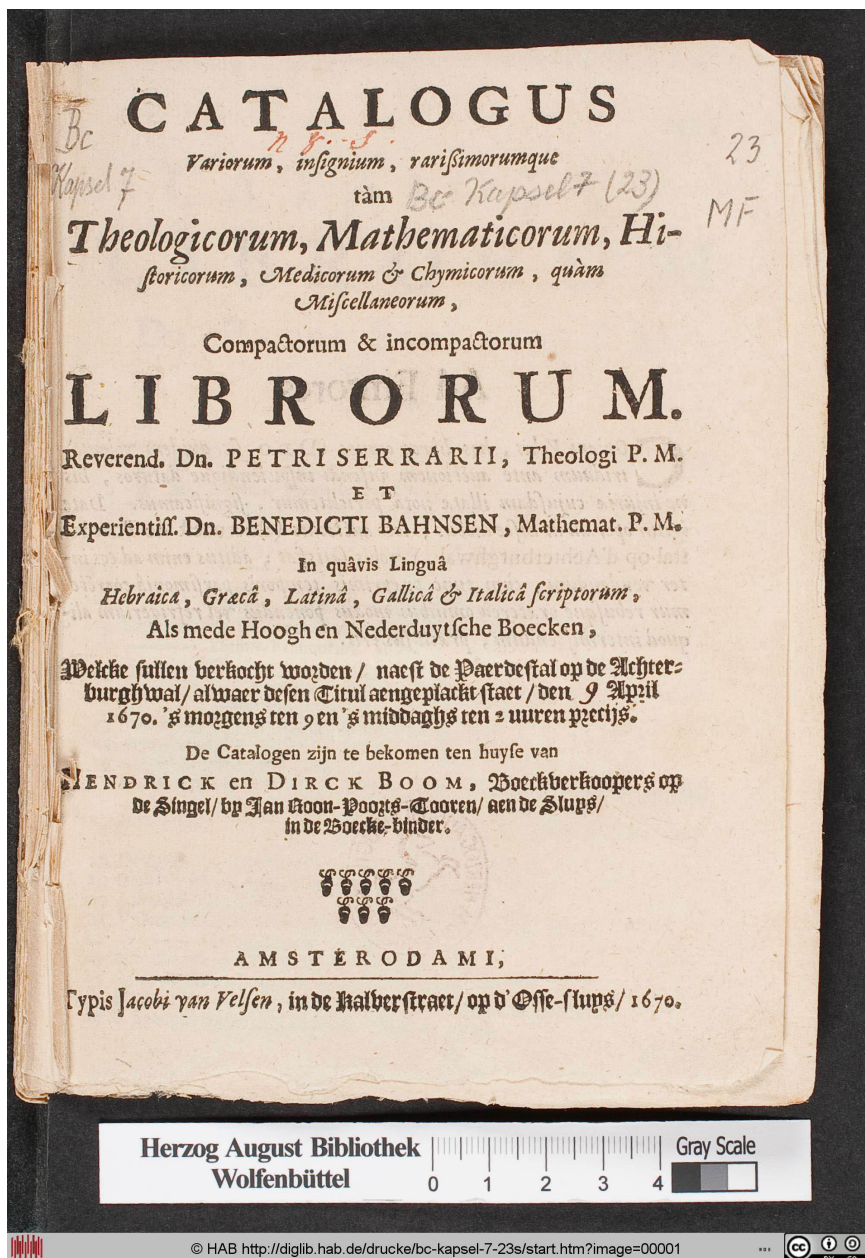 CATALOGUS
n. 8. - S.
Variorum, inſignium, rarißimorumque
tàm
Theologicorum, Mathematicorum, Hi-
ſtoricorum, Medicorum & Chymicorum, quàm
Miſcellaneorum,
Compactorum & incompactorum
LIBRORUM.
Reverend. Dn. PETRI SERRARII, Theologi P. M.
ET
Experientiſſ. Dn. BENEDICTI BAHNSEN, Mathemat. P. M.
In quâvis Linguâ
Hebraica, Græcâ, Latinâ, Gallicâ & Italicâ ſcriptorum,
Als mede Hoogh en Nederduytſche Boecken,
Welcke ſullen verkocht worden / naeſt de Paerdeſtal op de Achter-
burghwal / alwaer deſen Titul aengeplackt ſtaet / den 9 April
1670. 's morgens ten 9 en 's middaghs ten 2 uuren precijs.
De Catalogen zijn te bekomen ten huyſe van
HENDRICK en DIRCK BOOM, Boeckverkoopers op
de Singel / by Jan Roon-Poorts-Tooren / aen de Sluys /
in de Boecke-binder.
AMSTERODAMI,
Typis Jacobi van Velſen, in de Kalverſtraet / op d'Oſſe-ſluys / 1670.
Bc
Kapsel 7
Bc Kapsel 7 (23)
23
MF
Herzog August Bibliothek
Wolfenbüttel
0 1 2 3 4
Gray Scale
© HAB http://diglib.hab.de/drucke/bc-kapsel-7-23s/start.htm?image=00001